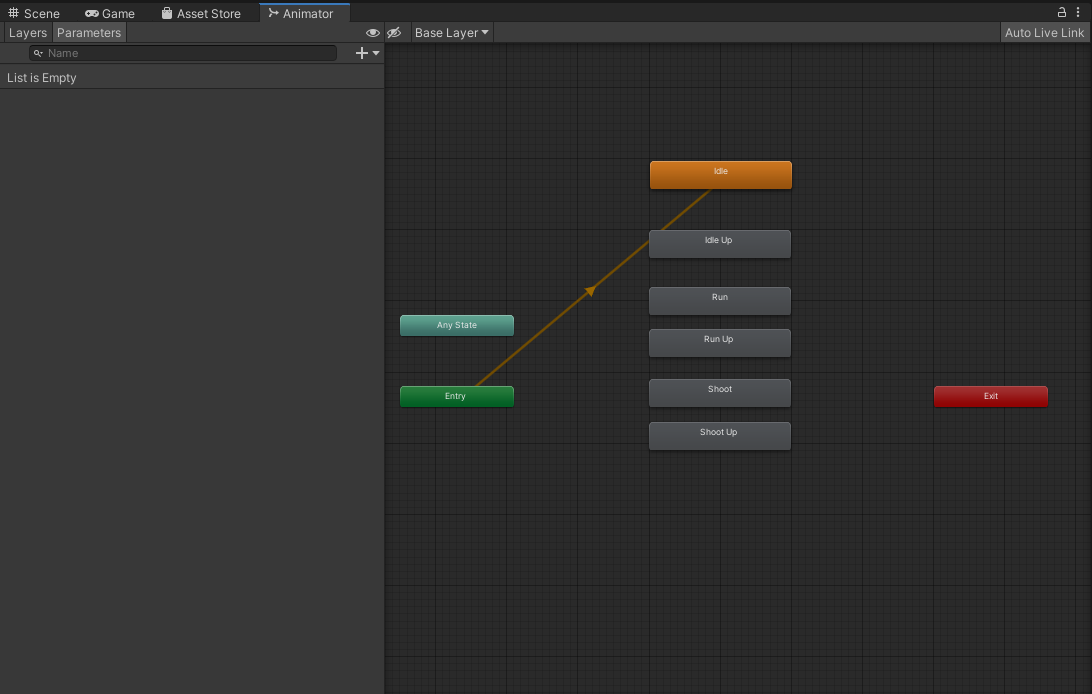 Scene Game Asset Store Animator
Layers Parameters Base Layer Auto Live Link
Name
List is Empty
Idle
Idle Up
Run
Any State
Run Up
Shoot
Entry
Exit
Shoot Up